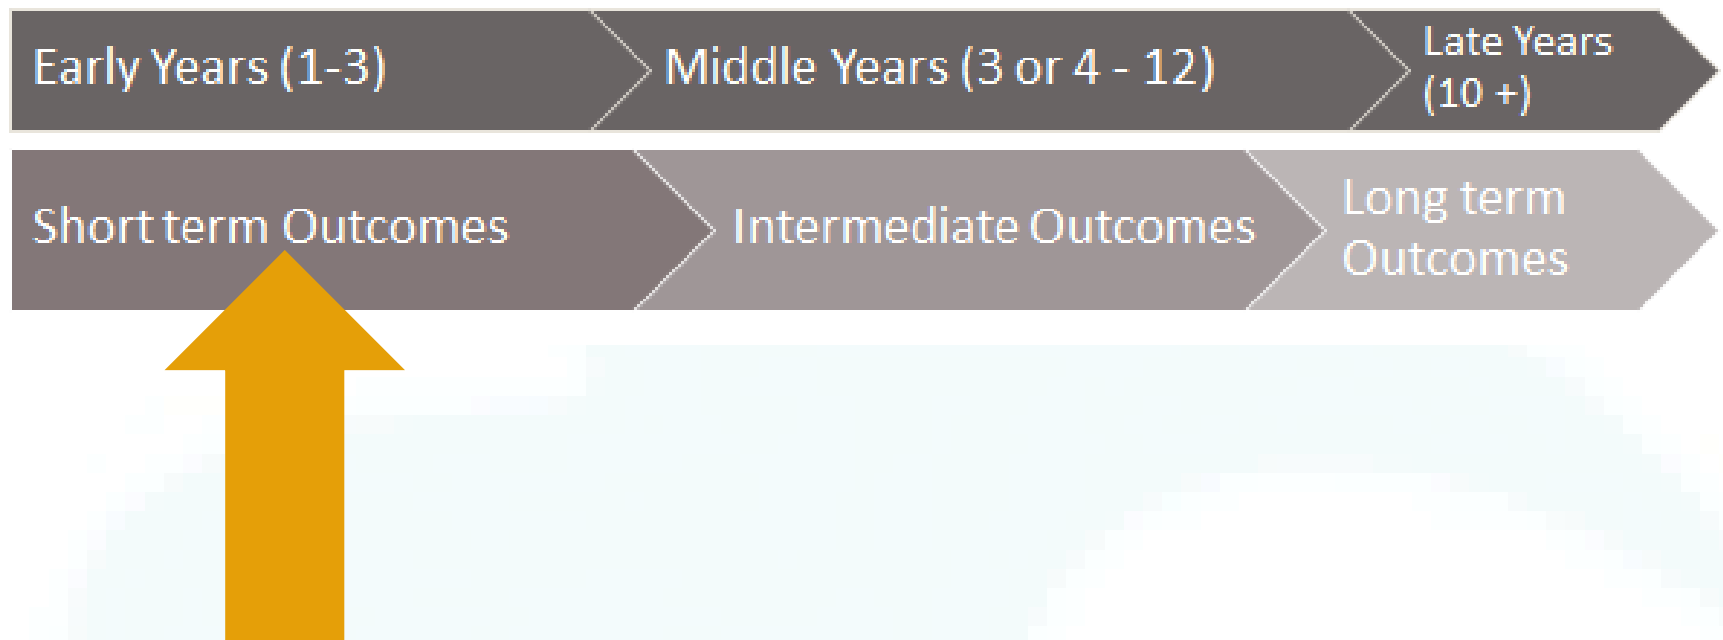 Early Years (1-3)
Middle Years (3 or 4 - 12)
Late Years
(10 +)
Short term Outcomes
Intermediate Outcomes
Long term
Outcomes